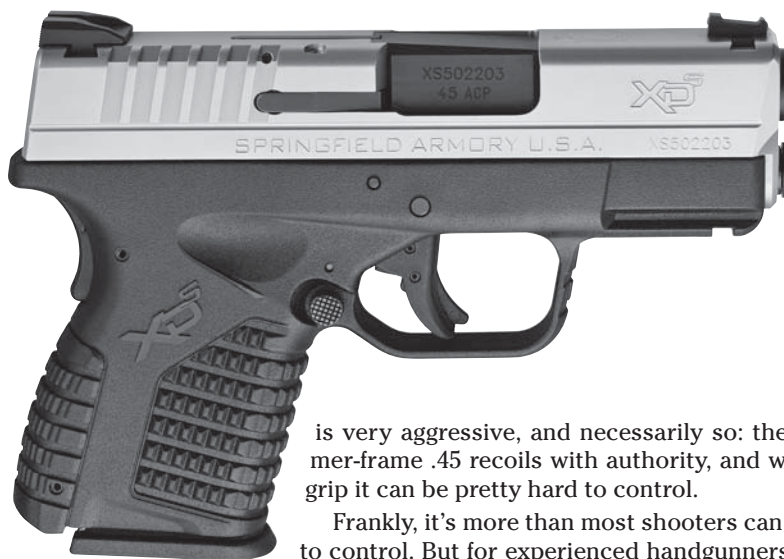 XS502203
45 ACP
XD
SPRINGFIELD ARMORY U.S.A. XS502203
XD
is very aggressive, and necessarily so: the
mer-frame .45 recoils with authority, and w
grip it can be pretty hard to control.
Frankly, it's more than most shooters can
to control. But for experienced handgunners